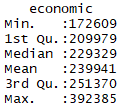 economic
Min.   :172609
1st Qu.:209979
Median :229329
Mean   :239941
3rd Qu.:251370
Max.   :392385